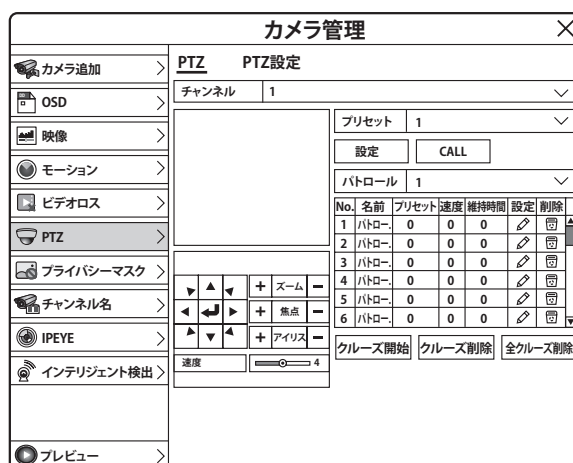 カメラ管理
カメラ追加
OSD
映像
モーション
ビデオロス
PTZ
プライバシーマスク
チャンネル名
IPEYE
インテリジェント検出
プレビュー
PTZ PTZ設定
チャンネル 1
プリセット 1
設定 CALL
パトロール 1
No. 名前 プリセット 速度 維持時間 設定 削除
1 パトロー. 0 0 0
2 パトロー. 0 0 0
3 パトロー. 0 0 0
4 パトロー. 0 0 0
5 パトロー. 0 0 0
6 パトロー. 0 0 0
+ ズーム −
+ 焦点 −
+ アイリス −
速度 4
クルーズ開始 クルーズ削除 全クルーズ削除